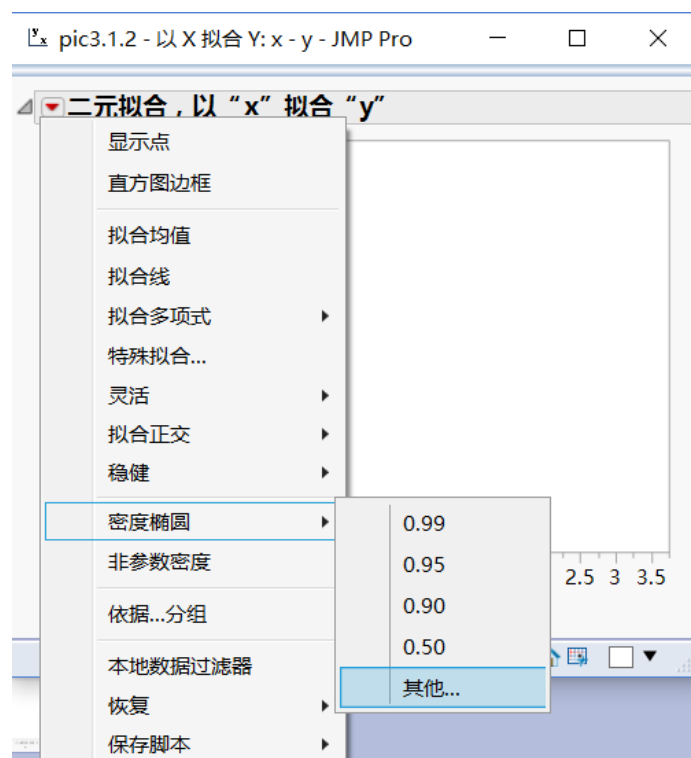 pic3.1.2 - 以 X 拟合 Y: x - y - JMP Pro
二元拟合，以“x”拟合“y”
显示点
直方图边框
拟合均值
拟合线
拟合多项式
特殊拟合...
灵活
拟合正交
稳健
密度椭圆
0.99
非参数密度
0.95
2.5 3 3.5
依据...分组
0.90
0.50
本地数据过滤器
其他...
恢复
保存脚本